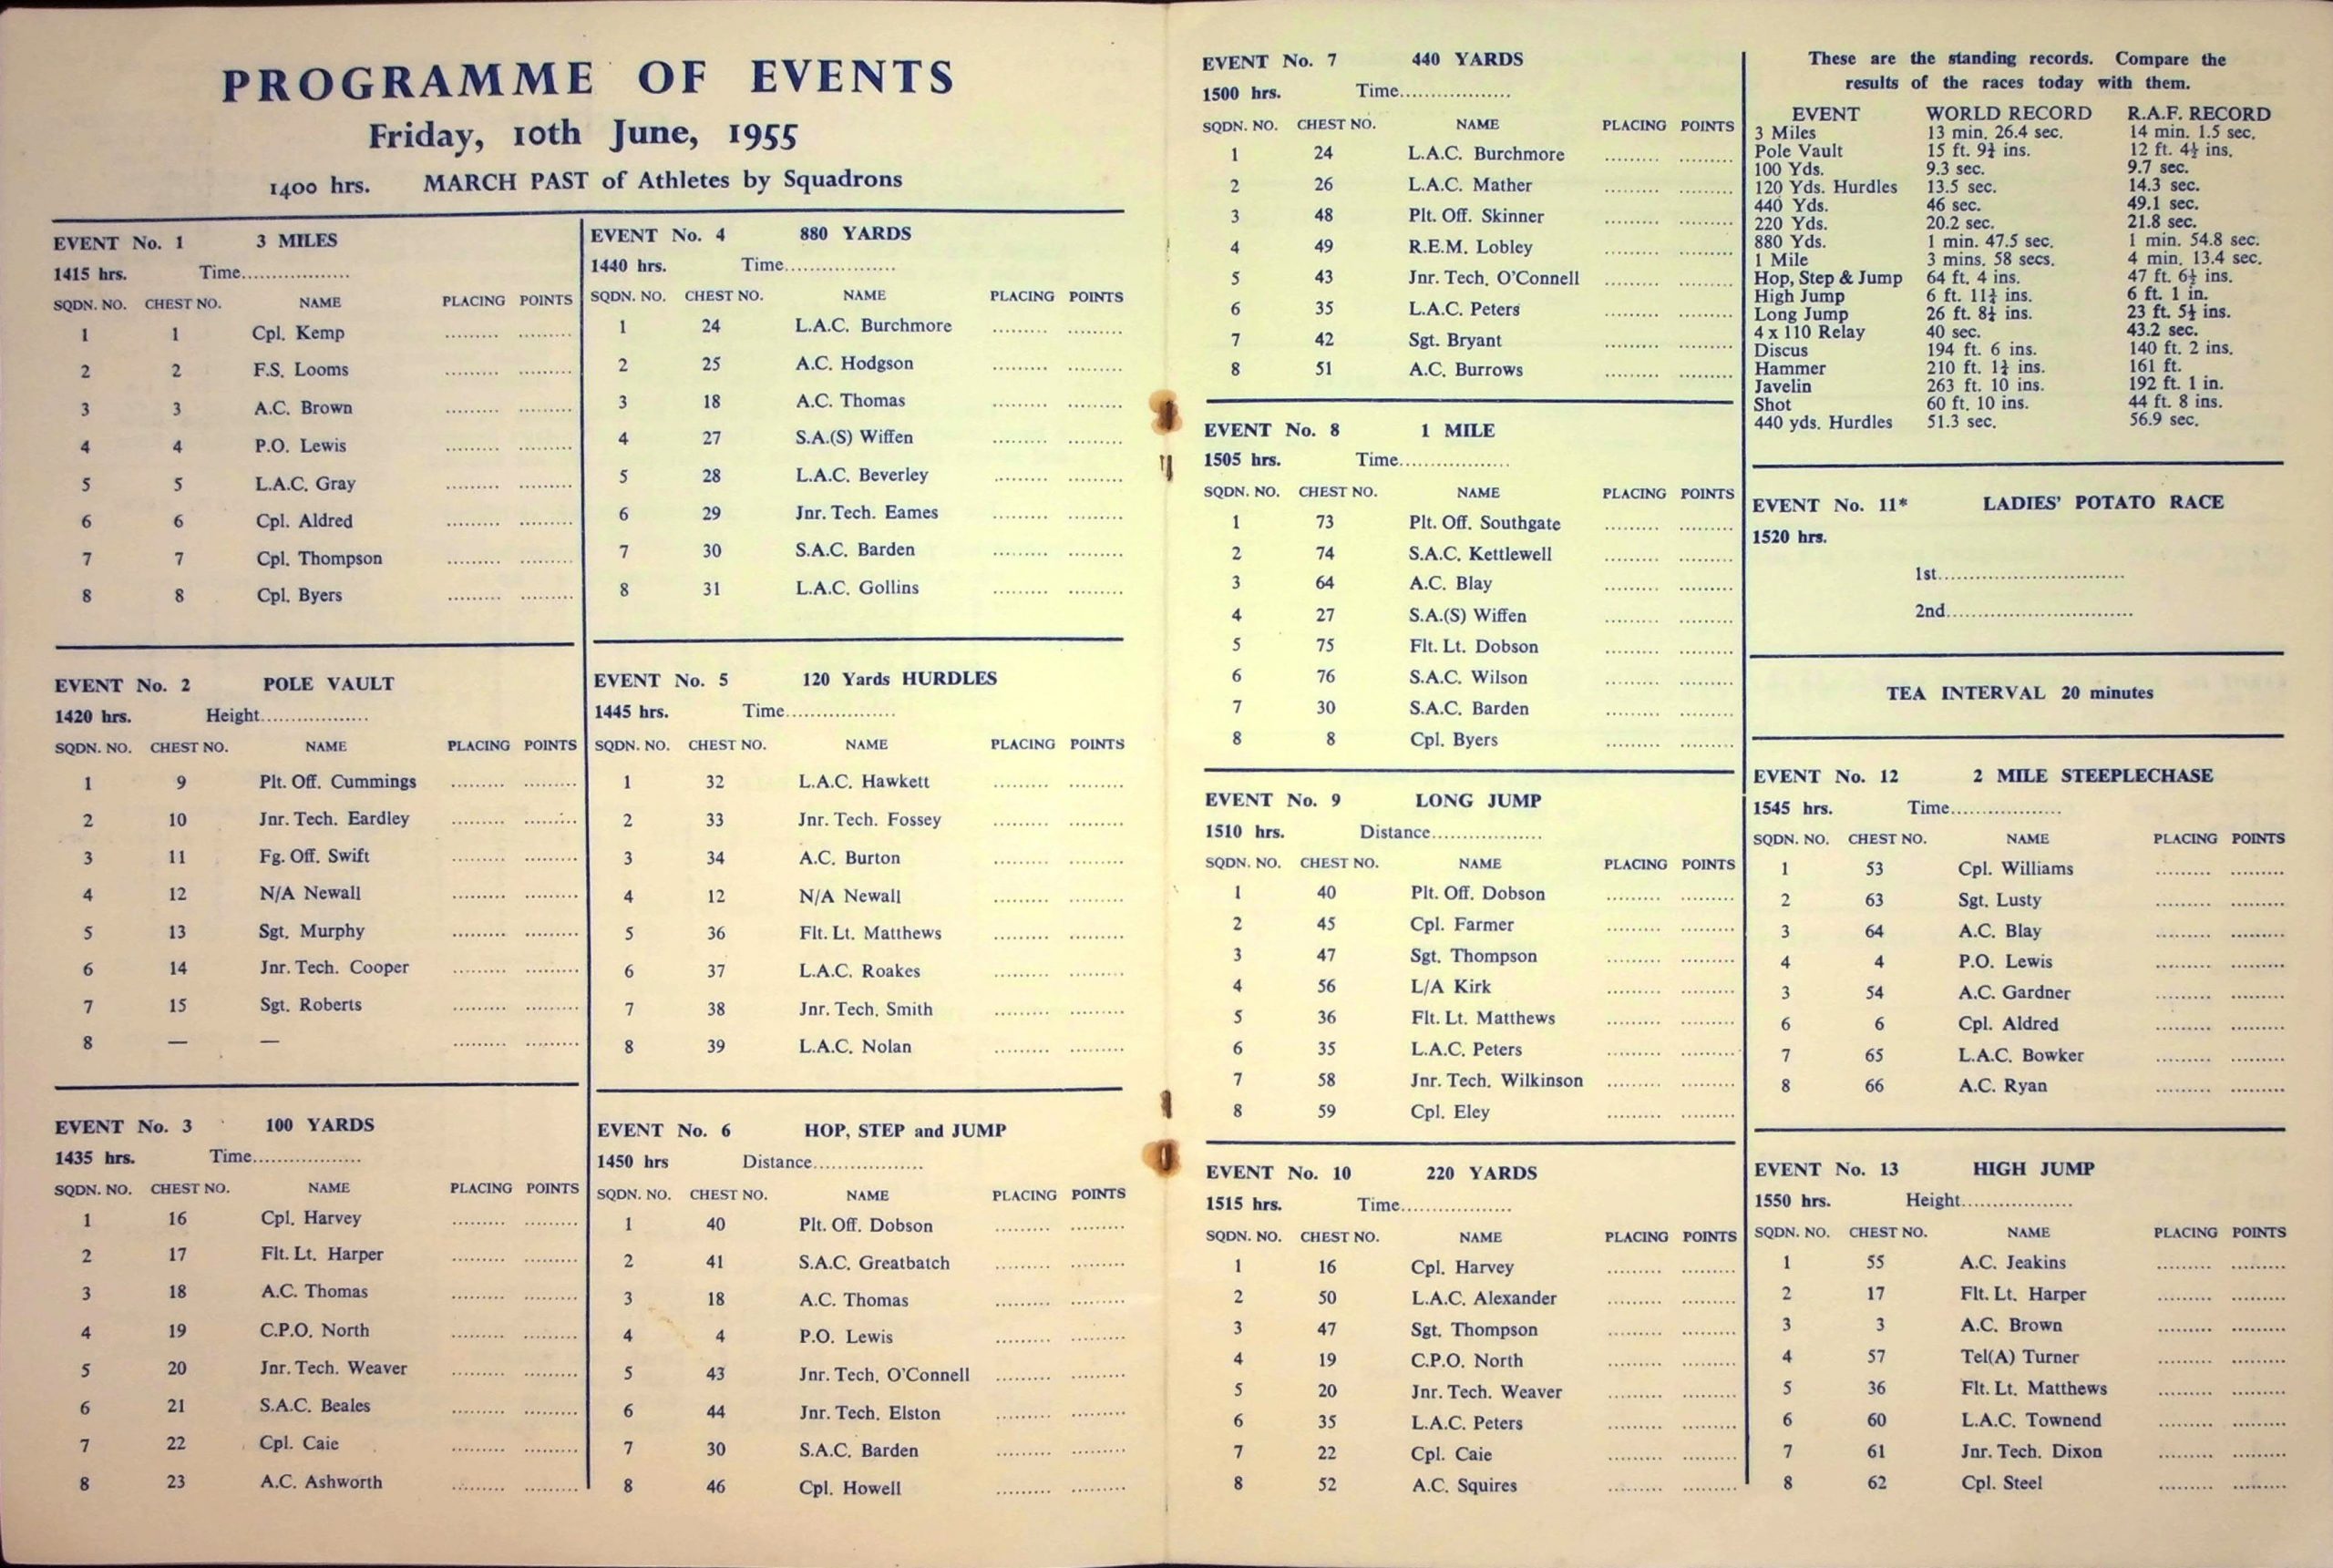 PROGRAMME OF EVENTS
Friday, 10th June, 1955
1400 hrs. MARCH PAST of Athletes by Squadrons
EVENT No. 1 3 MILES
1415 hrs. Time..................
SQDN. NO. CHEST NO. NAME PLACING POINTS
1 1 Cpl. Kemp ......... .........
2 2 F.S. Looms ......... .........
3 3 A.C. Brown ......... .........
4 4 P.O. Lewis ......... .........
5 5 L.A.C. Gray ......... .........
6 6 Cpl. Aldred ......... .........
7 7 Cpl. Thompson ......... .........
8 8 Cpl. Byers ......... .........
EVENT No. 2 POLE VAULT
1420 hrs. Height..................
SQDN. NO. CHEST NO. NAME PLACING POINTS
1 9 Plt. Off. Cummings ......... .........
2 10 Jnr. Tech. Eardley ......... .........
3 11 Fg. Off. Swift ......... .........
4 12 N/A Newall ......... .........
5 13 Sgt. Murphy ......... .........
6 14 Jnr. Tech. Cooper ......... .........
7 15 Sgt. Roberts ......... .........
8 — — ......... .........
EVENT No. 3 100 YARDS
1435 hrs. Time..................
SQDN. NO. CHEST NO. NAME PLACING POINTS
1 16 Cpl. Harvey ......... .........
2 17 Flt. Lt. Harper ......... .........
3 18 A.C. Thomas ......... .........
4 19 C.P.O. North ......... .........
5 20 Jnr. Tech. Weaver ......... .........
6 21 S.A.C. Beales ......... .........
7 22 Cpl. Caie ......... .........
8 23 A.C. Ashworth ......... .........
EVENT No. 4 880 YARDS
1440 hrs. Time..................
SQDN. NO. CHEST NO. NAME PLACING POINTS
1 24 L.A.C. Burchmore ......... .........
2 25 A.C. Hodgson ......... .........
3 18 A.C. Thomas ......... .........
4 27 S.A.(S) Wiffen ......... .........
5 28 L.A.C. Beverley ......... .........
6 29 Jnr. Tech. Eames ......... .........
7 30 S.A.C. Barden ......... .........
8 31 L.A.C. Gollins ......... .........
EVENT No. 5 120 Yards HURDLES
1445 hrs. Time..................
SQDN. NO. CHEST NO. NAME PLACING POINTS
1 32 L.A.C. Hawkett ......... .........
2 33 Jnr. Tech. Fossey ......... .........
3 34 A.C. Burton ......... .........
4 12 N/A Newall ......... .........
5 36 Flt. Lt. Matthews ......... .........
6 37 L.A.C. Roakes ......... .........
7 38 Jnr. Tech. Smith ......... .........
8 39 L.A.C. Nolan ......... .........
EVENT No. 6 HOP, STEP and JUMP
1450 hrs Distance..................
SQDN. NO. CHEST NO. NAME PLACING POINTS
1 40 Plt. Off. Dobson ......... .........
2 41 S.A.C. Greatbatch ......... .........
3 18 A.C. Thomas ......... .........
4 4 P.O. Lewis ......... .........
5 43 Jnr. Tech. O'Connell ......... .........
6 44 Jnr. Tech. Elston ......... .........
7 30 S.A.C. Barden ......... .........
8 46 Cpl. Howell ......... .........
EVENT No. 7 440 YARDS
1500 hrs. Time..................
SQDN. NO. CHEST NO. NAME PLACING POINTS
1 24 L.A.C. Burchmore ......... .........
2 26 L.A.C. Mather ......... .........
3 48 Plt. Off. Skinner ......... .........
4 49 R.E.M. Lobley ......... .........
5 43 Jnr. Tech. O'Connell ......... .........
6 35 L.A.C. Peters ......... .........
7 42 Sgt. Bryant ......... .........
8 51 A.C. Burrows ......... .........
EVENT No. 8 1 MILE
1505 hrs. Time..................
SQDN. NO. CHEST NO. NAME PLACING POINTS
1 73 Plt. Off. Southgate ......... .........
2 74 S.A.C. Kettlewell ......... .........
3 64 A.C. Blay ......... .........
4 27 S.A.(S) Wiffen ......... .........
5 75 Flt. Lt. Dobson ......... .........
6 76 S.A.C. Wilson ......... .........
7 30 S.A.C. Barden ......... .........
8 8 Cpl. Byers ......... .........
EVENT No. 9 LONG JUMP
1510 hrs. Distance..................
SQDN. NO. CHEST NO. NAME PLACING POINTS
1 40 Plt. Off. Dobson ......... .........
2 45 Cpl. Farmer ......... .........
3 47 Sgt. Thompson ......... .........
4 56 L/A Kirk ......... .........
5 36 Flt. Lt. Matthews ......... .........
6 35 L.A.C. Peters ......... .........
7 58 Jnr. Tech. Wilkinson ......... .........
8 59 Cpl. Eley ......... .........
EVENT No. 10 220 YARDS
1515 hrs. Time..................
SQDN. NO. CHEST NO. NAME PLACING POINTS
1 16 Cpl. Harvey ......... .........
2 50 L.A.C. Alexander ......... .........
3 47 Sgt. Thompson ......... .........
4 19 C.P.O. North ......... .........
5 20 Jnr. Tech. Weaver ......... .........
6 35 L.A.C. Peters ......... .........
7 22 Cpl. Caie ......... .........
8 52 A.C. Squires ......... .........
These are the standing records. Compare the
results of the races today with them.
EVENT WORLD RECORD R.A.F. RECORD
3 Miles 13 min. 26.4 sec. 14 min. 1.5 sec.
Pole Vault 15 ft. ins. 12 ft. ins.
100 Yds. 9.3 sec. 9.7 sec.
120 Yds. Hurdles 13.5 sec. 14.3 sec.
440 Yds. 46 sec. 49.1 sec.
220 Yds. 20.2 sec. 21.8 sec.
880 Yds. 1 min. 47.5 sec. 1 min. 54.8 sec.
1 Mile 3 mins. 58 secs. 4 min. 13.4 sec.
Hop, Step & Jump 64 ft. 4 ins. 47 ft. ins.
High Jump 6 ft. ins. 6 ft. 1 in.
Long Jump 26 ft. ins. 23 ft. ins.
4 x 110 Relay 40 sec. 43.2 sec.
Discus 194 ft. 6 ins. 140 ft. 2 ins.
Hammer 210 ft. ins. 161 ft.
Javelin 263 ft. 10 ins. 192 ft. 1 in.
Shot 60 ft. 10 ins. 44 ft. 8 ins.
440 yds. Hurdles 51.3 sec. 56.9 sec.
EVENT No. 11* LADIES' POTATO RACE
1520 hrs.
1st..............................
2nd..............................
TEA INTERVAL 20 minutes
EVENT No. 12 2 MILE STEEPLECHASE
1545 hrs. Time..................
SQDN. NO. CHEST NO. NAME PLACING POINTS
1 53 Cpl. Williams ......... .........
2 63 Sgt. Lusty ......... .........
3 64 A.C. Blay ......... .........
4 4 P.O. Lewis ......... .........
3 54 A.C. Gardner ......... .........
6 6 Cpl. Aldred ......... .........
7 65 L.A.C. Bowker ......... .........
8 66 A.C. Ryan ......... .........
EVENT No. 13 HIGH JUMP
1550 hrs. Height..................
SQDN. NO. CHEST NO. NAME PLACING POINTS
1 55 A.C. Jeakins ......... .........
2 17 Flt. Lt. Harper ......... .........
3 3 A.C. Brown ......... .........
4 57 Tel(A) Turner ......... .........
5 36 Flt. Lt. Matthews ......... .........
6 60 L.A.C. Townend ......... .........
7 61 Jnr. Tech. Dixon ......... .........
8 62 Cpl. Steel ......... .........